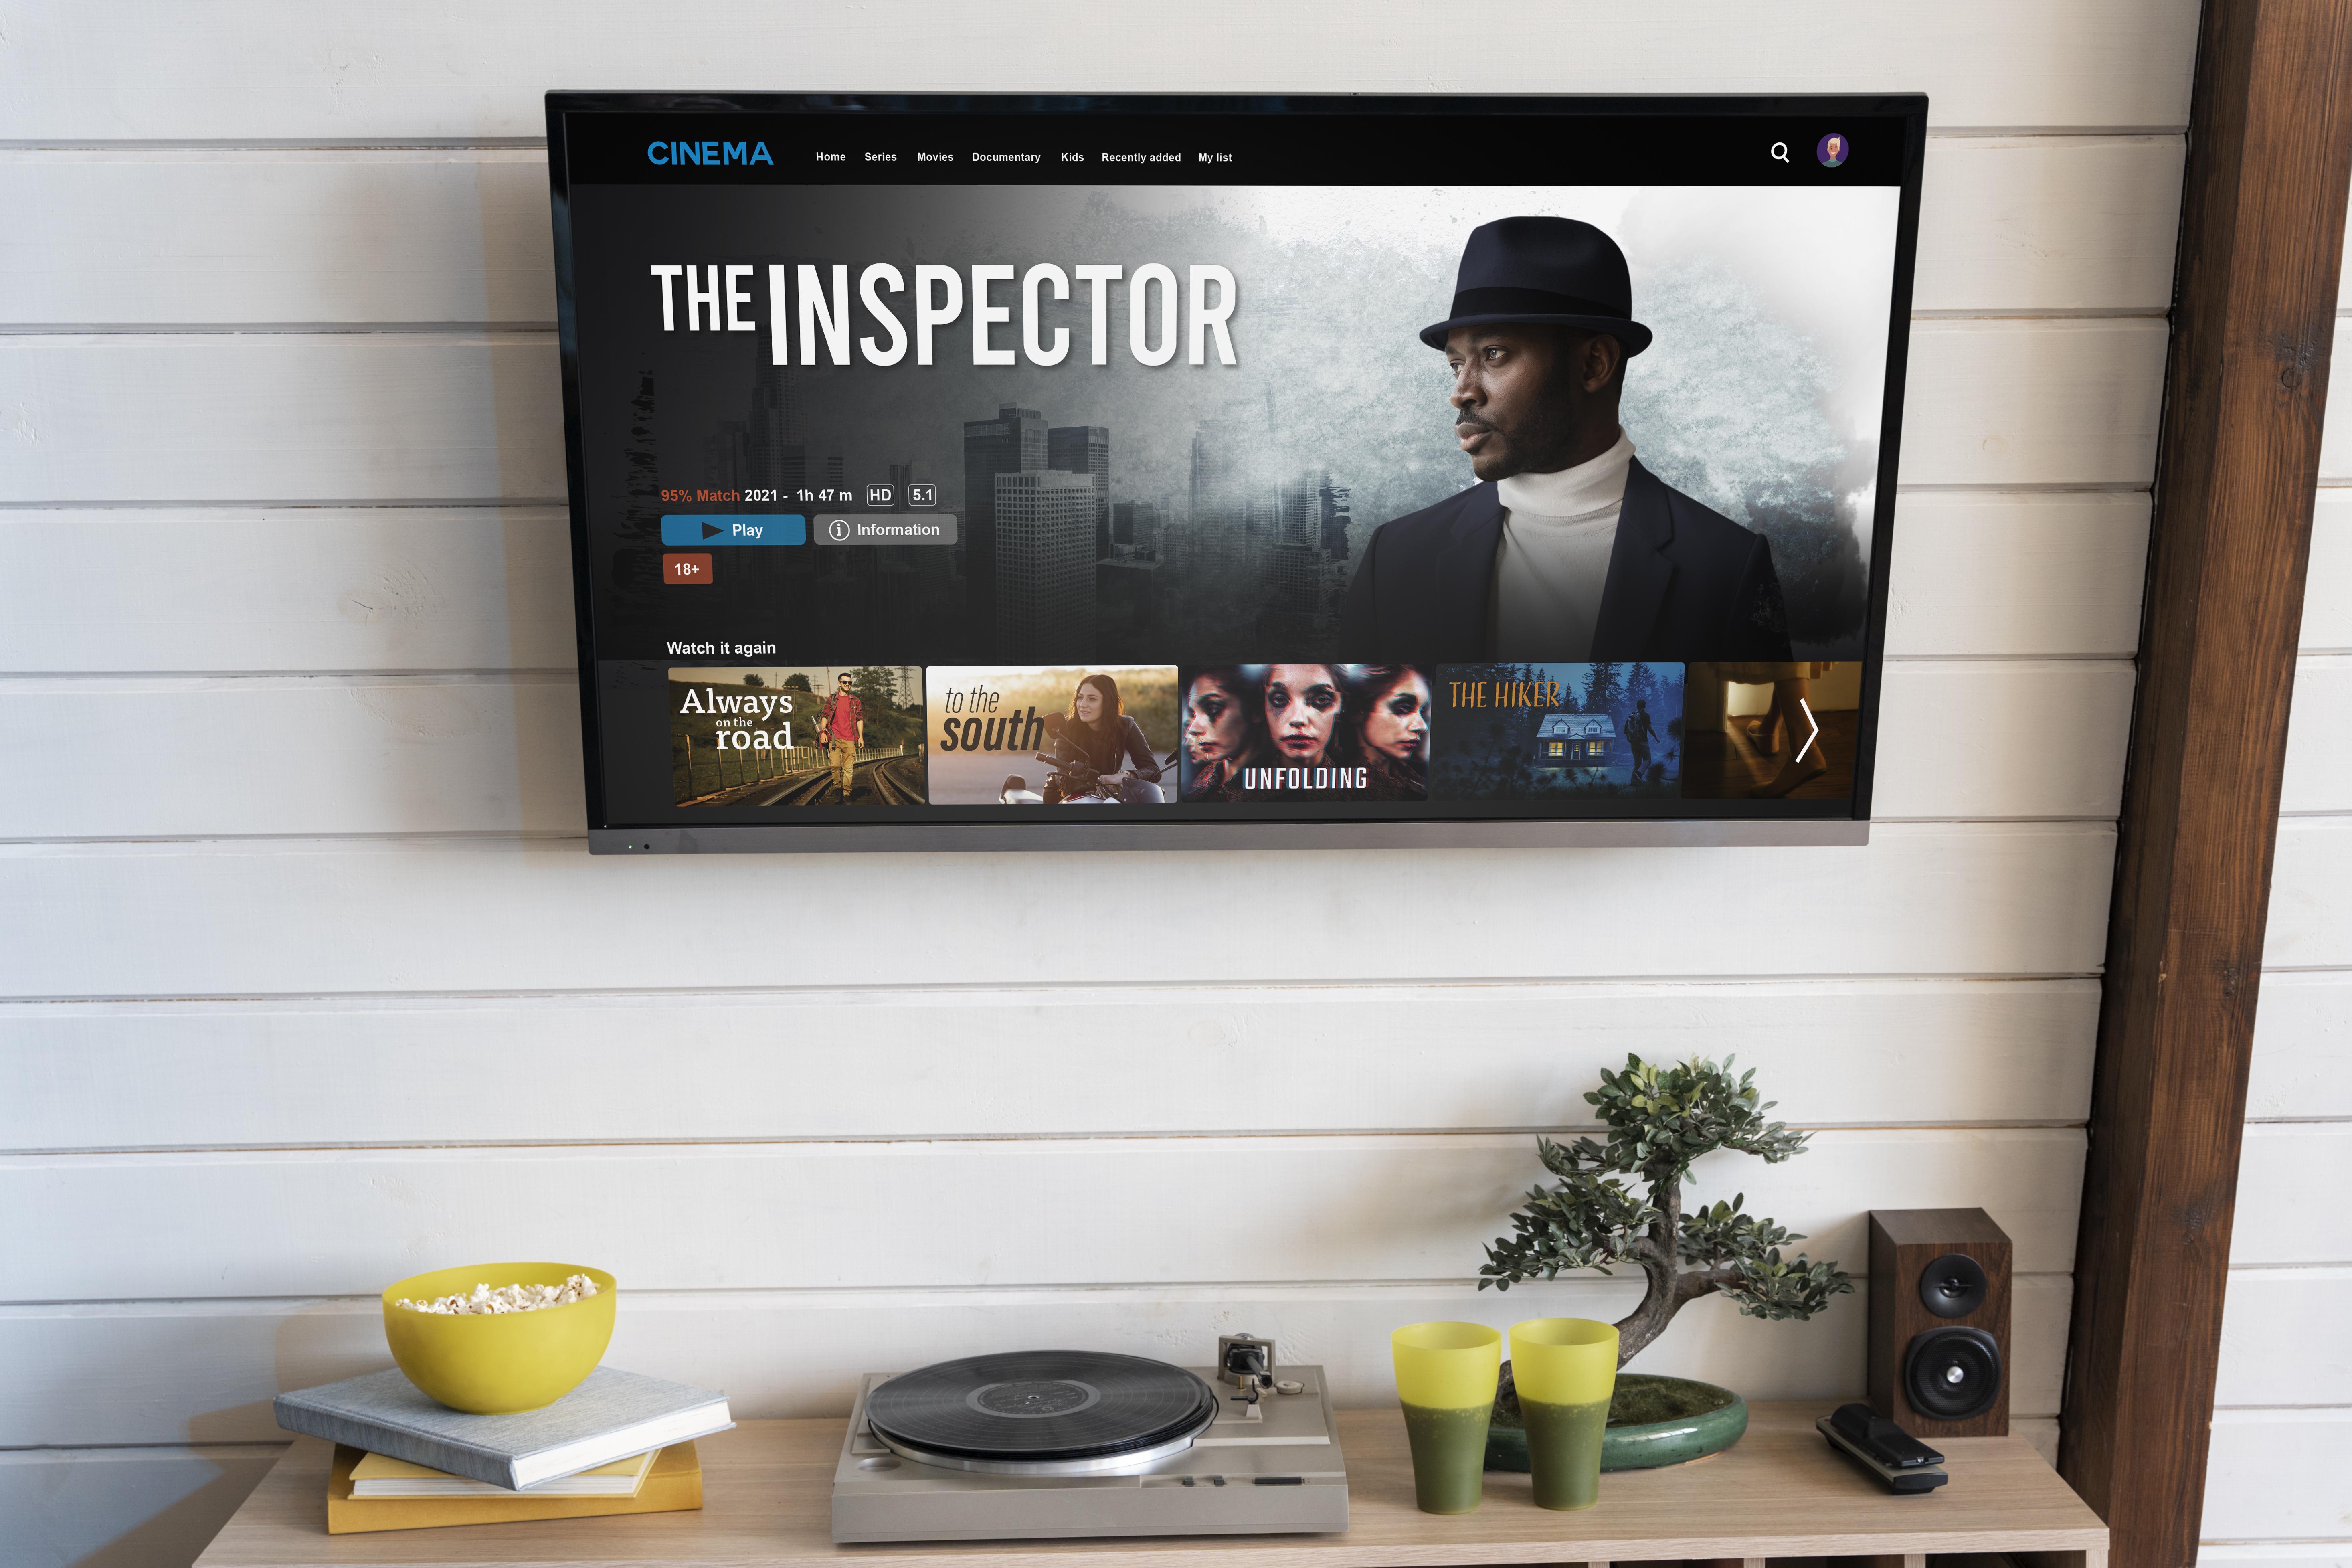 CINEMA Home Series Movies Documentary Kids Recently added My list
THE INSPECTOR
95% Match 2021 - 1h 47 m HD 5.1
Play Information
18+
Watch it again
Always
on the
road
to the
south
UNFOLDING
THE HIKER